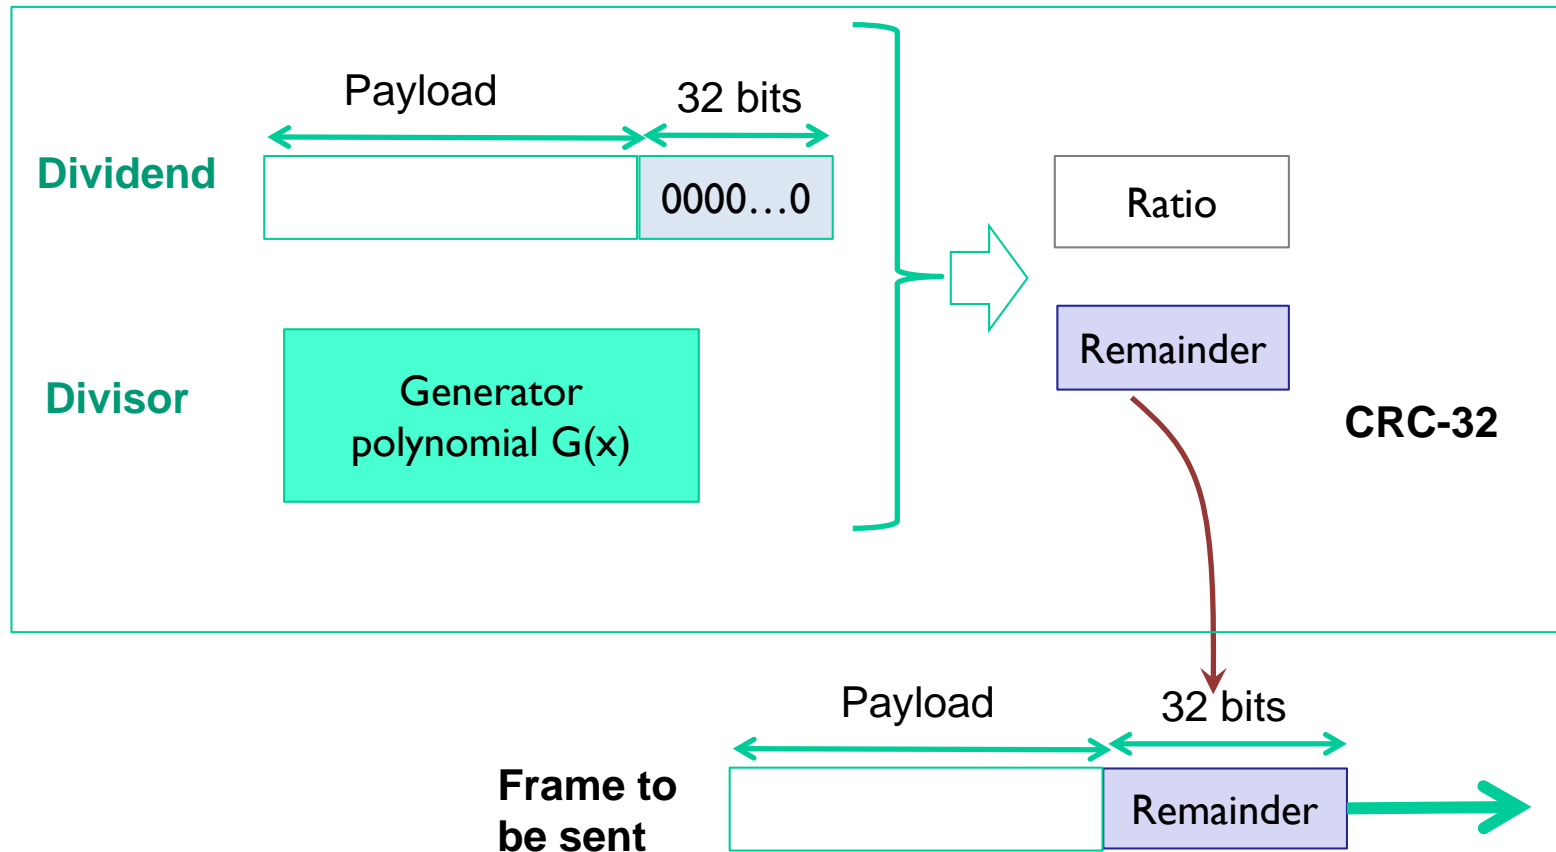 Payload
32 bits
Dividend
0000...0
Ratio
Remainder
Divisor
Generator
polynomial G(x)
CRC-32
Payload
32 bits
Frame to
be sent
Remainder